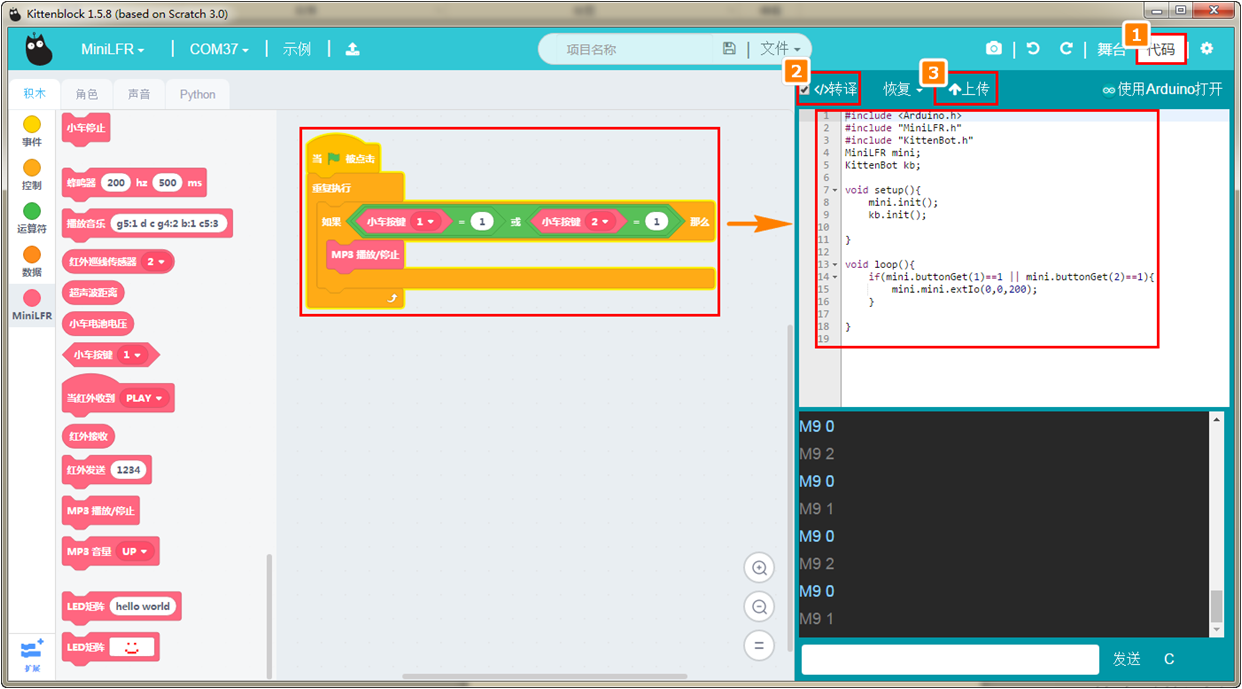 Kittenblock 1.5.8 (based on Scratch 3.0)
MiniLFR
COM37
示例
项目名称
文件
舞台
1
代码
积木
角色
声音
Python
2
</>转译
恢复
3
上传
使用Arduino打开
事件
控制
运算符
数据
MiniLFR
扩展
小车停止
蜂鸣器 200 hz 500 ms
播放音乐 g5:1 d c g4:2 b:1 c5:3
红外巡线传感器 2
超声波距离
小车电池电压
小车按键 1
当红外收到 PLAY
红外接收
红外发送 1234
MP3 播放/停止
MP3 音量 UP
LED矩阵 hello world
LED矩阵
当 被点击
重复执行
如果 小车按键 1 = 1 或 小车按键 2 = 1 那么
MP3 播放/停止
1 #include <Arduino.h>
2 #include "MiniLFR.h"
3 #include "KittenBot.h"
4 MiniLFR mini;
5 KittenBot kb;
6
7 void setup(){
8 mini.init();
9 kb.init();
10
11 }
12
13 void loop(){
14 if(mini.buttonGet(1)==1 || mini.buttonGet(2)==1){
15 mini.mini.extIo(0,0,200);
16 }
17
18 }
19
M9 0
M9 2
M9 0
M9 1
M9 0
M9 2
M9 0
M9 1
发送
C